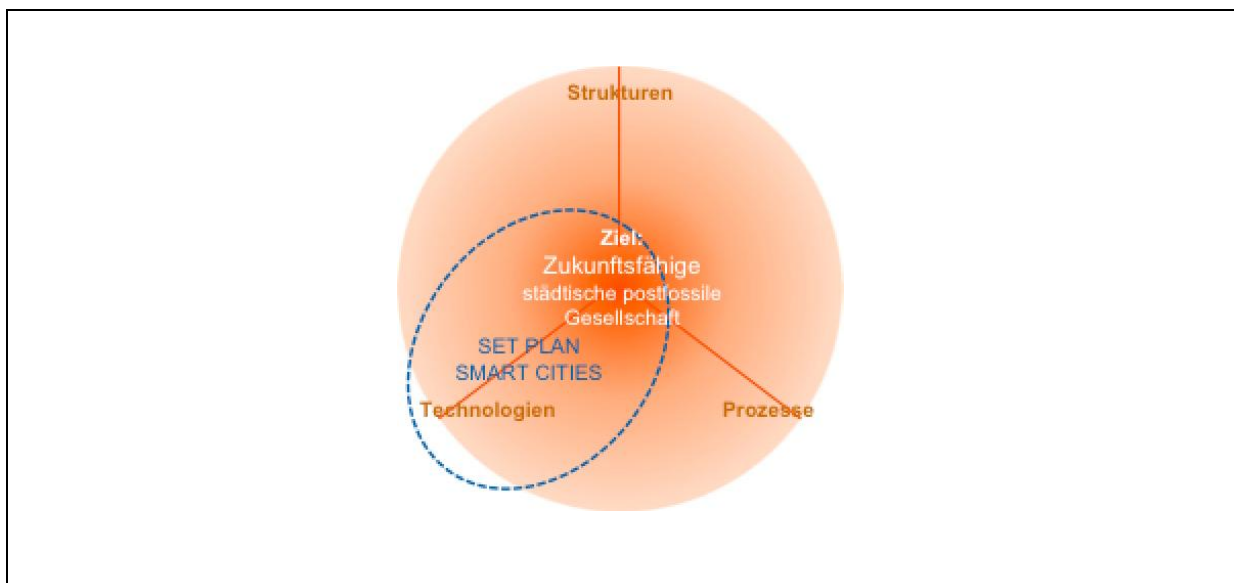 Strukturen
Ziel:
Zukunftsfähige
städtische postfossile
Gesellschaft
SET PLAN
SMART CITIES
Technologien
Prozesse